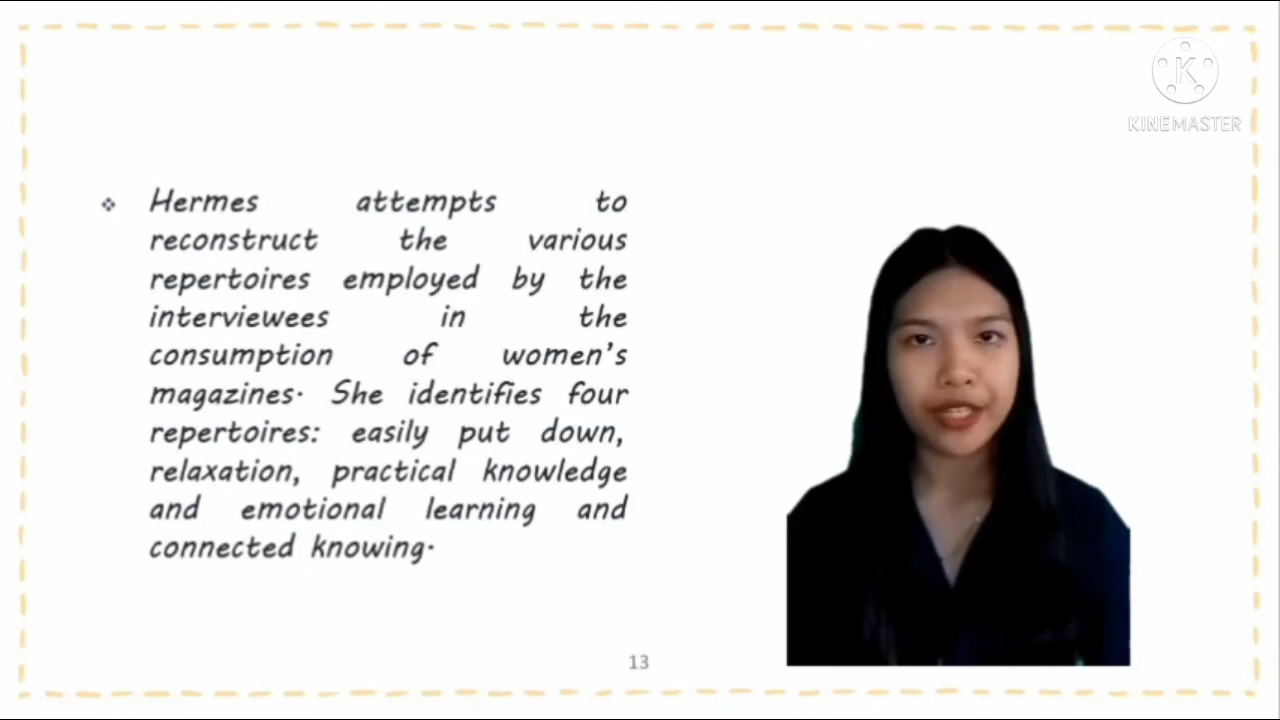 KINEMASTER
Hermes attempts to
reconstruct the various
repertoires employed by the
interviewees in the
consumption of women's
magazines. She identifies four
repertoires: easily put down,
relaxation, practical knowledge
and emotional learning and
connected knowing.
13